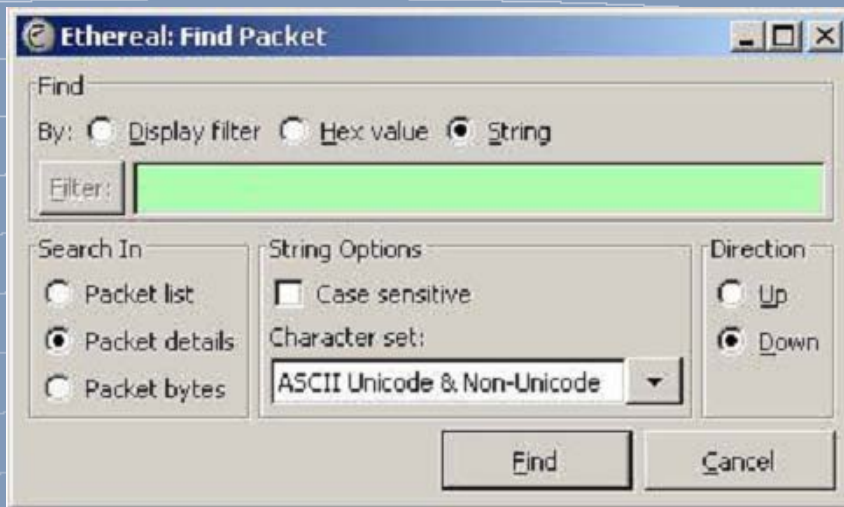 Ethereal: Find Packet
Find
By: Display filter Hex value String
Filter:
Search In
Packet list
Packet details
Packet bytes
String Options
Case sensitive
Character set:
ASCII Unicode & Non-Unicode
Direction
Up
Down
Find Cancel